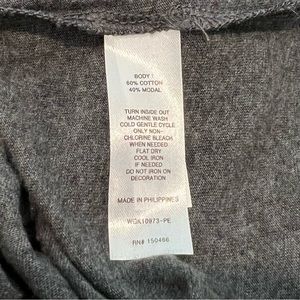 BODY :
60% COTTON
40% MODAL
TURN INSIDE OUT
MACHINE WASH
COLD GENTLE CYCLE
ONLY NON-
CHLORINE BLEACH
WHEN NEEDED
FLAT DRY
COOL IRON
IF NEEDED
DO NOT IRON ON
DECORATION
MADE IN PHILIPPINES
WGK10973-PE
RN# 150466